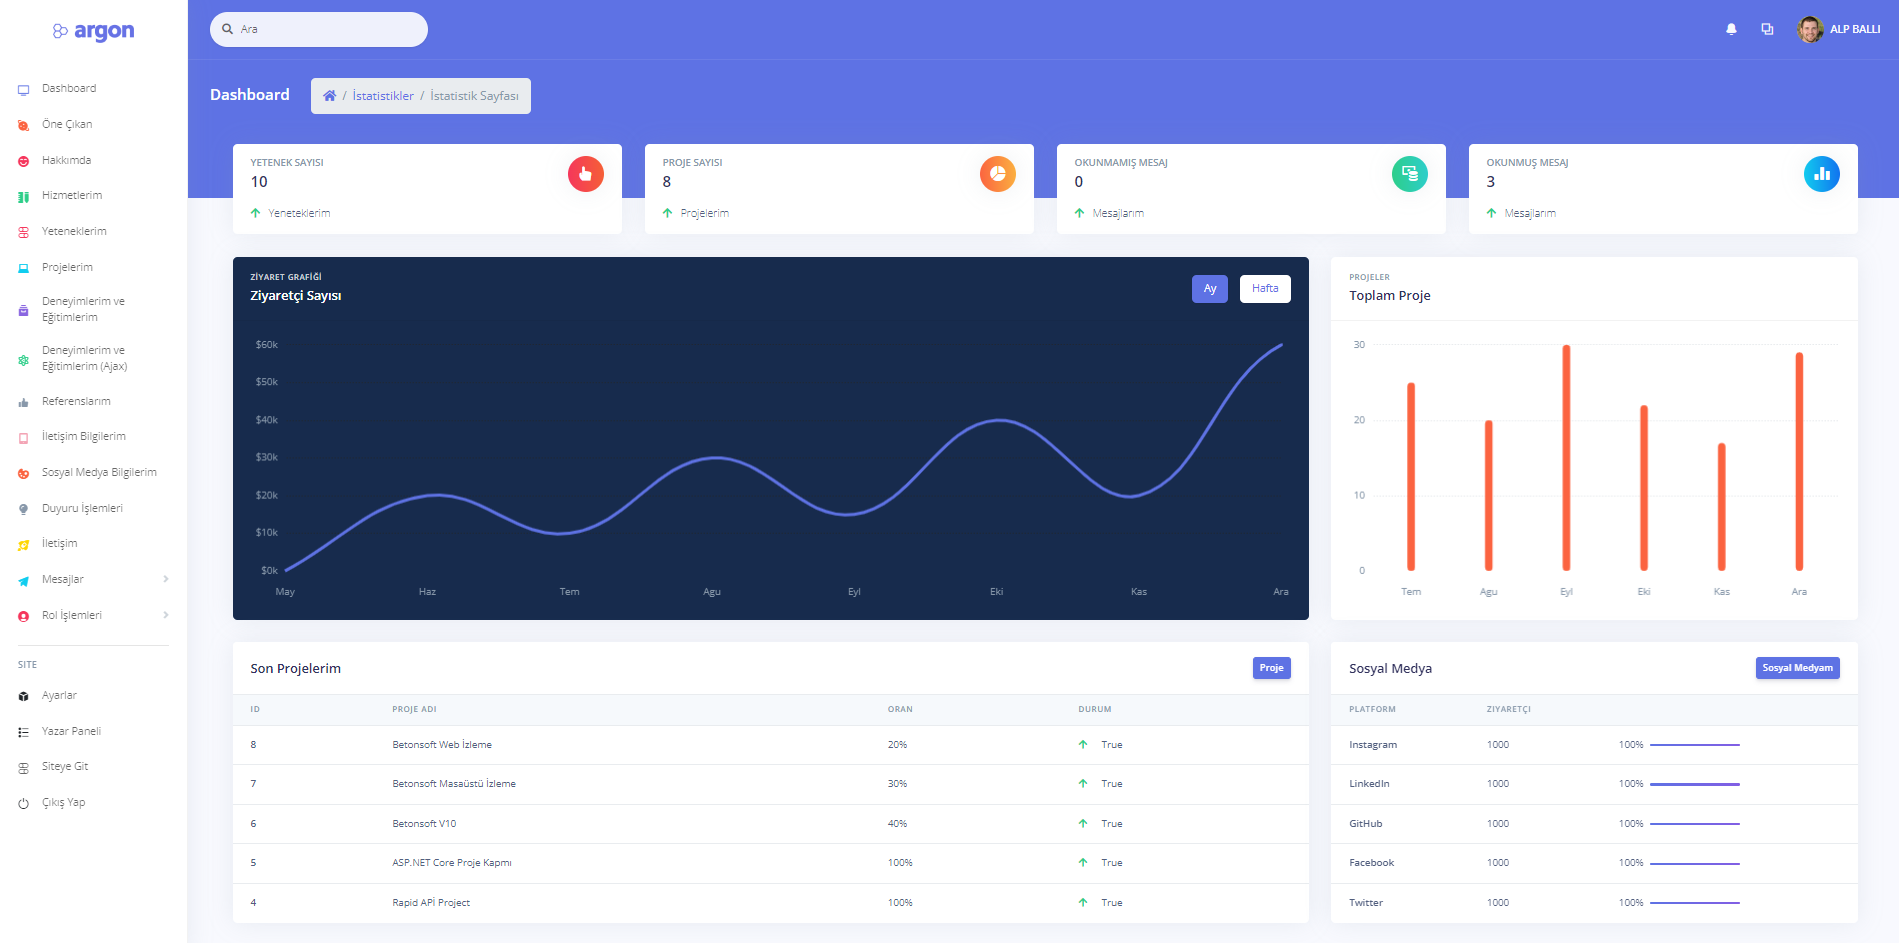 argon
Dashboard
Öne Çıkan
Hakkımda
Hizmetlerim
Yeteneklerim
Projelerim
Deneyimlerim ve
Eğitimlerim
Deneyimlerim ve
Eğitimlerim (Ajax)
Referenslarım
İletişim Bilgilerim
Sosyal Medya Bilgilerim
Duyuru İşlemleri
İletişim
Mesajlar
Rol İşlemleri
SITE
Ayarlar
Yazar Paneli
Siteye Git
Çıkış Yap
Ara
ALP BALLI
Dashboard
/ İstatistikler / İstatistik Sayfası
YETENEK SAYISI
10
Yeneteklerim
PROJE SAYISI
8
Projelerim
OKUNMAMIŞ MESAJ
0
Mesajlarım
OKUNMUŞ MESAJ
3
Mesajlarım
ZİYARET GRAFİĞİ
Ziyaretçi Sayısı
Ay Hafta
$60k
$50k
$40k
$30k
$20k
$10k
$0k
May Haz Tem Agu Eyl Eki Kas Ara
PROJELER
Toplam Proje
30
20
10
0
Tem Agu Eyl Eki Kas Ara
Son Projelerim Proje
ID PROJE ADI ORAN DURUM
8 Betonsoft Web İzleme 20% True
7 Betonsoft Masaüstü İzleme 30% True
6 Betonsoft V10 40% True
5 ASP.NET Core Proje Kapmı 100% True
4 Rapid APİ Project 100% True
Sosyal Medya Sosyal Medyam
PLATFORM ZIYARETÇI
Instagram 1000 100%
LinkedIn 1000 100%
GitHub 1000 100%
Facebook 1000 100%
Twitter 1000 100%